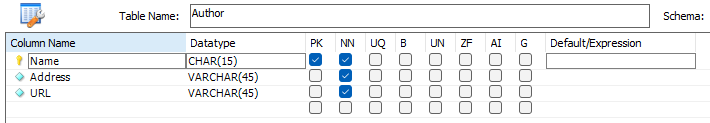 Table Name: Author Schema:
Column Name Datatype PK NN UQ B UN ZF AI G Default/Expression
Name CHAR(15)
Address VARCHAR(45)
URL VARCHAR(45)